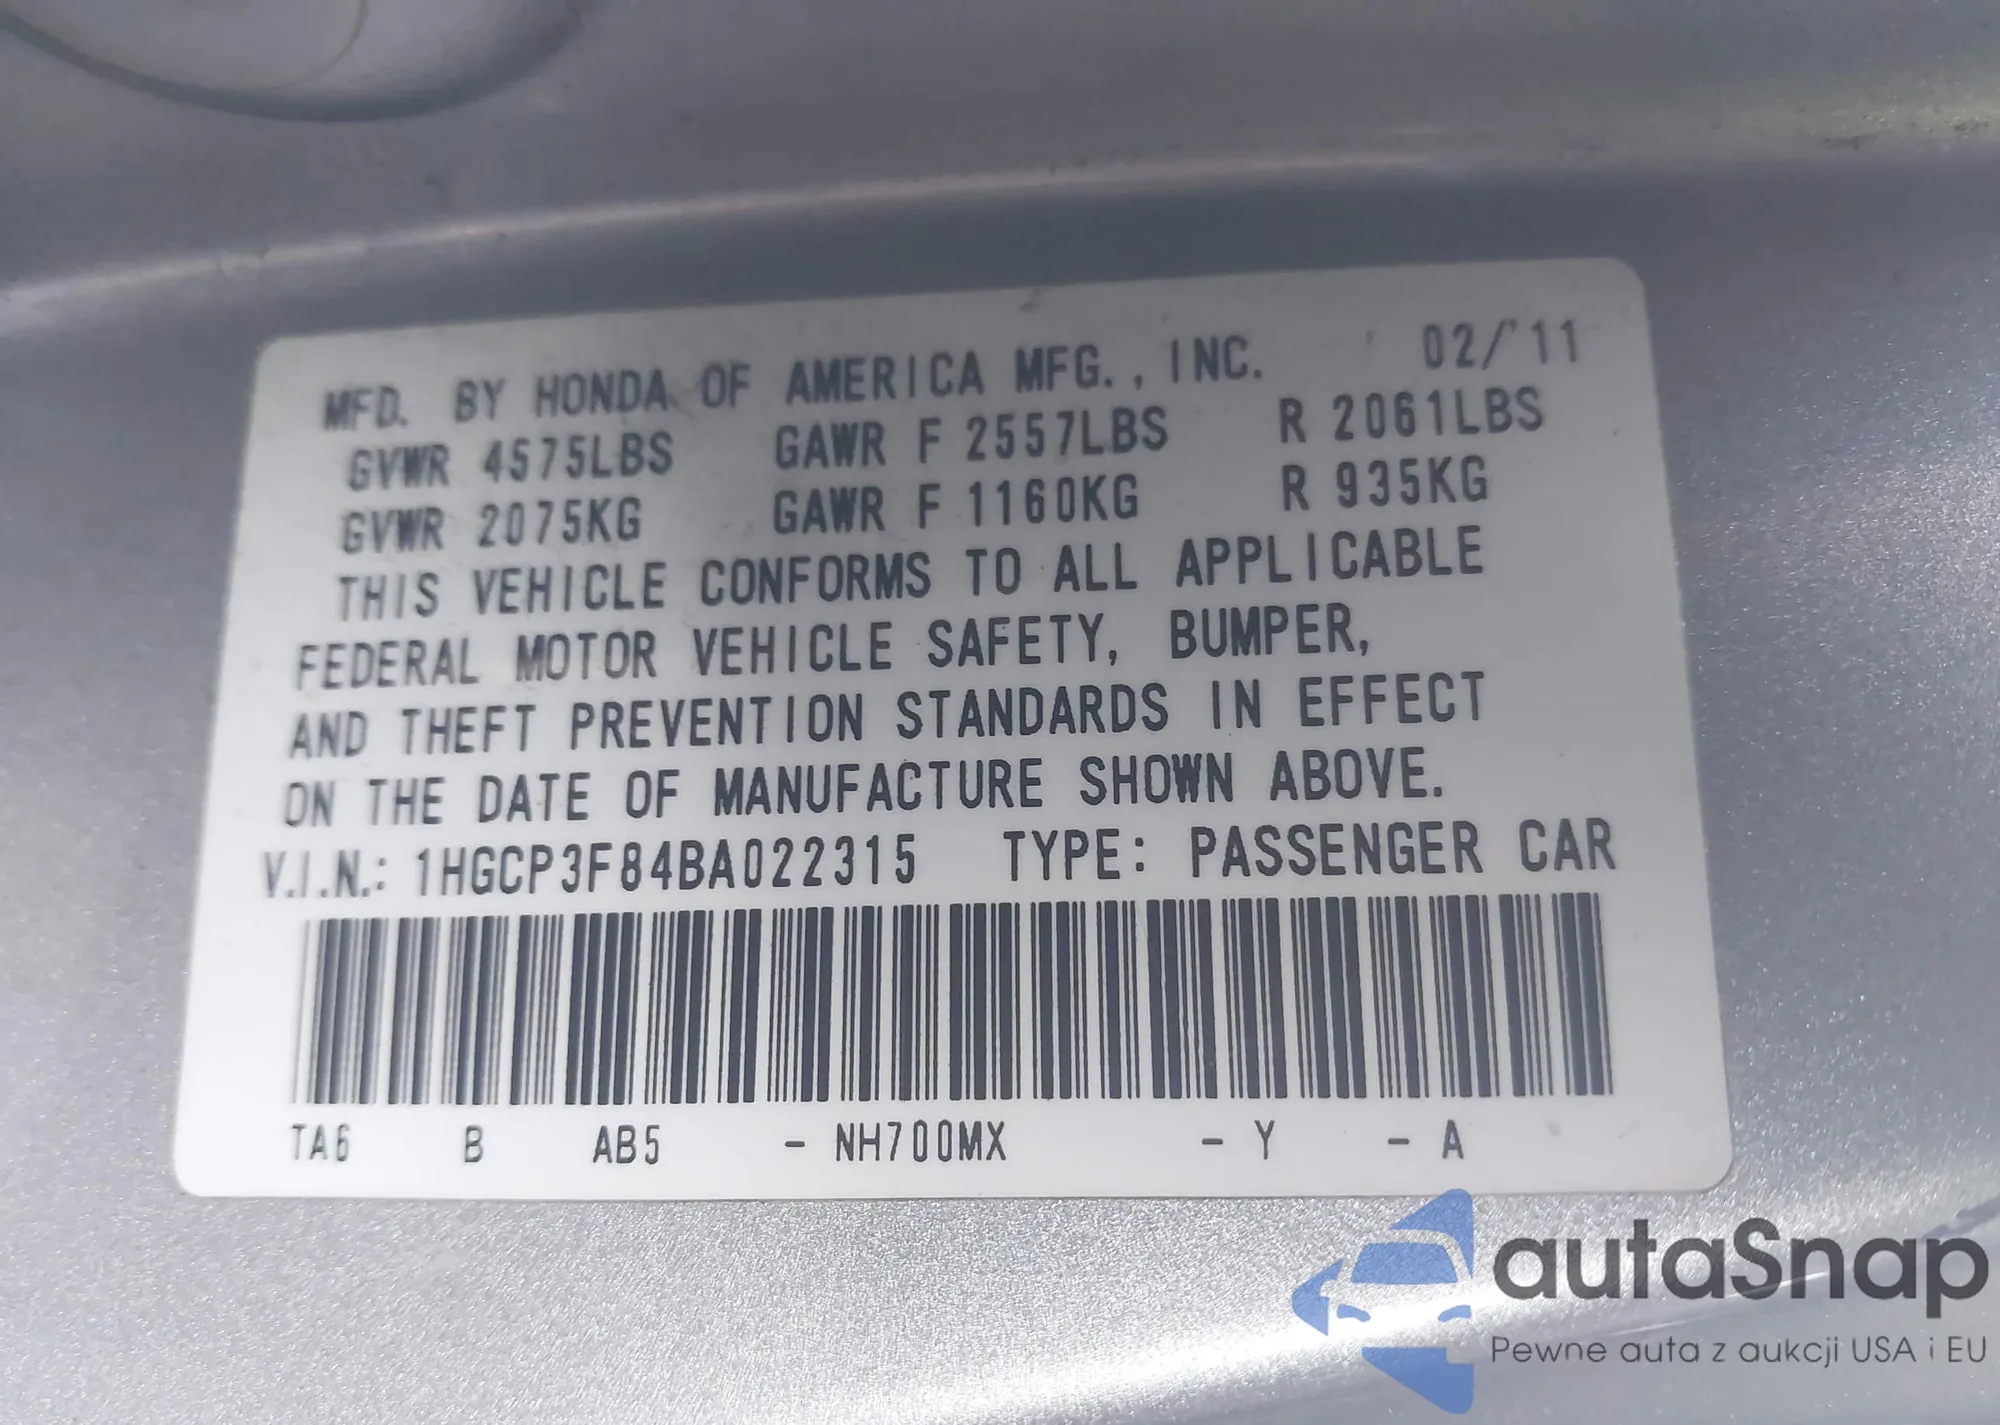 MFD. BY HONDA OF AMERICA MFG., INC. 02/'11
GVWR 4575LBS GAWR F 2557LBS R 2061LBS
GVWR 2075KG GAWR F 1160KG R 935KG
THIS VEHICLE CONFORMS TO ALL APPLICABLE
FEDERAL MOTOR VEHICLE SAFETY, BUMPER,
AND THEFT PREVENTION STANDARDS IN EFFECT
ON THE DATE OF MANUFACTURE SHOWN ABOVE.
V.I.N.: 1HGCP3F84BA022315 TYPE: PASSENGER CAR
TA6 B AB5 - NH700MX - Y - A
autaSnap
Pewne auta z aukcji USA i EU